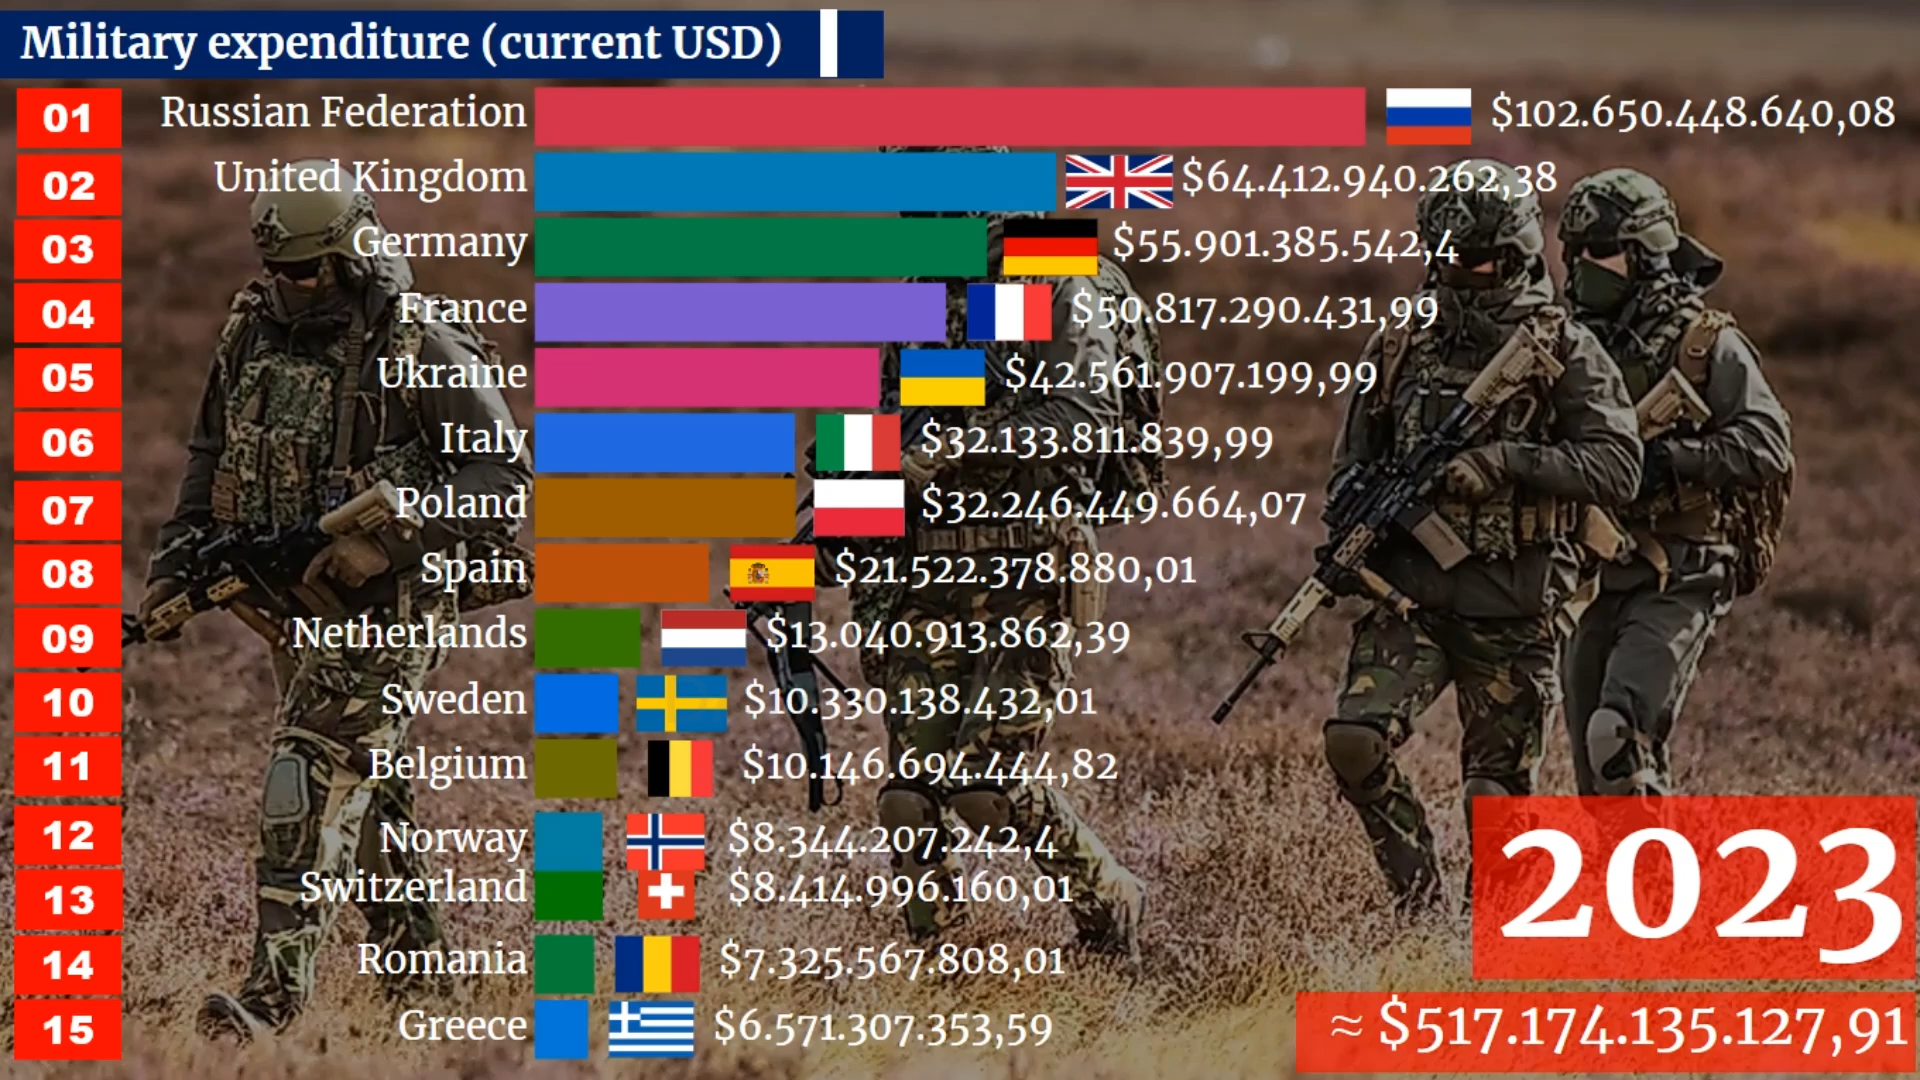 Military expenditure (current USD)
01 Russian Federation $102.650.448.640,08
02 United Kingdom $64.412.940.262,38
03 Germany $55.901.385.542,4
04 France $50.817.290.431,99
05 Ukraine $42.561.907.199,99
06 Italy $32.133.811.839,99
07 Poland $32.246.449.664,07
08 Spain $21.522.378.880,01
09 Netherlands $13.040.913.862,39
10 Sweden $10.330.138.432,01
11 Belgium $10.146.694.444,82
12 Norway $8.344.207.242,4
13 Switzerland $8.414.996.160,01
14 Romania $7.325.567.808,01
15 Greece $6.571.307.353,59
2023
≈ $517.174.135.127,91